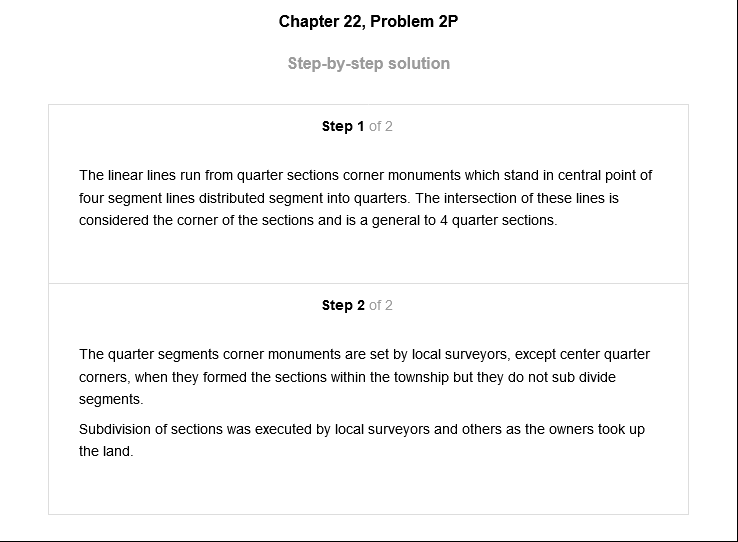 Chapter 22, Problem 2P
Step-by-step solution
Step 1 of 2
The linear lines run from quarter sections corner monuments which stand in central point of
four segment lines distributed segment into quarters. The intersection of these lines is
considered the corner of the sections and is a general to 4 quarter sections.
Step 2 of 2
The quarter segments corner monuments are set by local surveyors, except center quarter
corners, when they formed the sections within the township but they do not sub divide
segments.
Subdivision of sections was executed by local surveyors and others as the owners took up
the land.